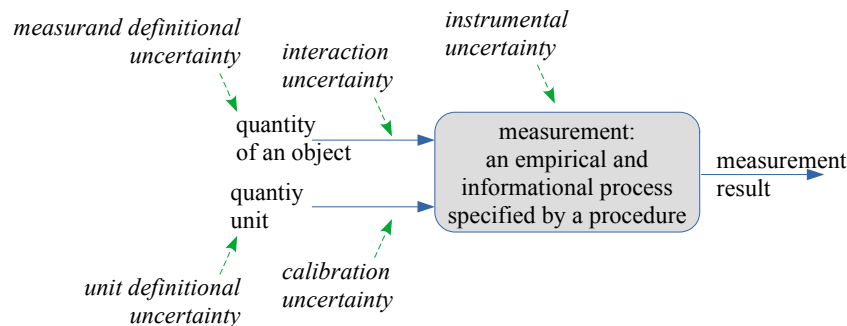 measurand definitional
uncertainty
interaction
uncertainty
instrumental
uncertainty
quantity
of an object
measurement:
an empirical and
informational process
specified by a procedure
measurement
result
quantiy
unit
unit definitional
uncertainty
calibration
uncertainty